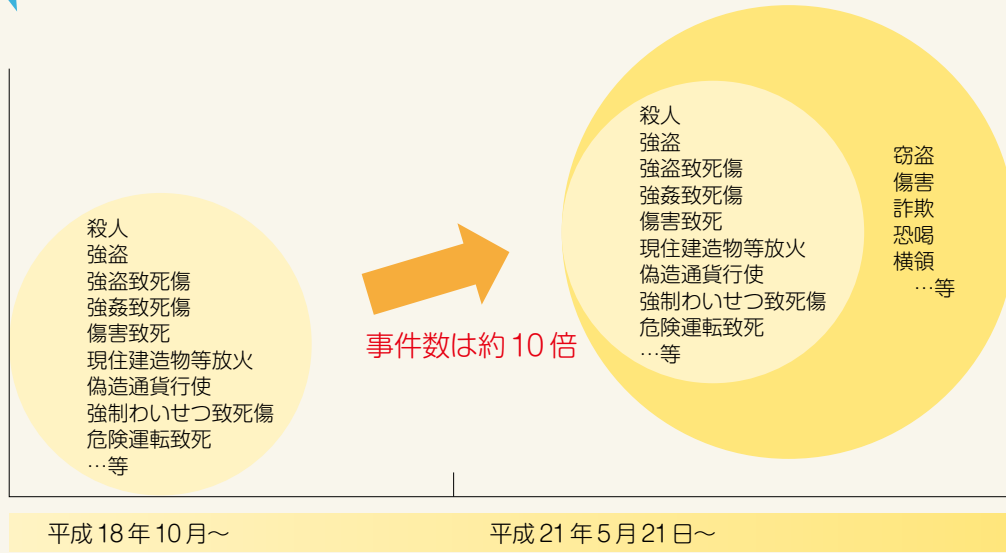 殺人
強盗
強盗致死傷
強姦致死傷
傷害致死
現住建造物等放火
偽造通貨行使
強制わいせつ致死傷
危険運転致死
…等
事件数は約10倍
殺人
強盗
強盗致死傷
強姦致死傷
傷害致死
現住建造物等放火
偽造通貨行使
強制わいせつ致死傷
危険運転致死
…等
窃盗
傷害
詐欺
恐喝
横領
…等
平成18年10月～
平成21年5月21日～